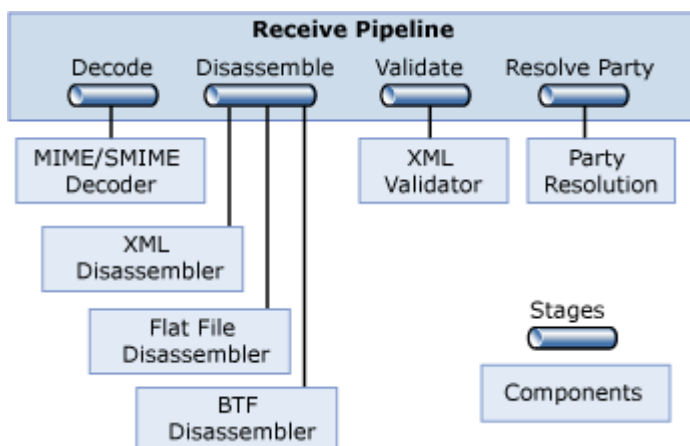 Receive Pipeline
Decode Disassemble Validate Resolve Party
MIME/SMIME
Decoder
XML
Validator
Party
Resolution
XML
Disassembler
Flat File
Disassembler
BTF
Disassembler
Stages
Components